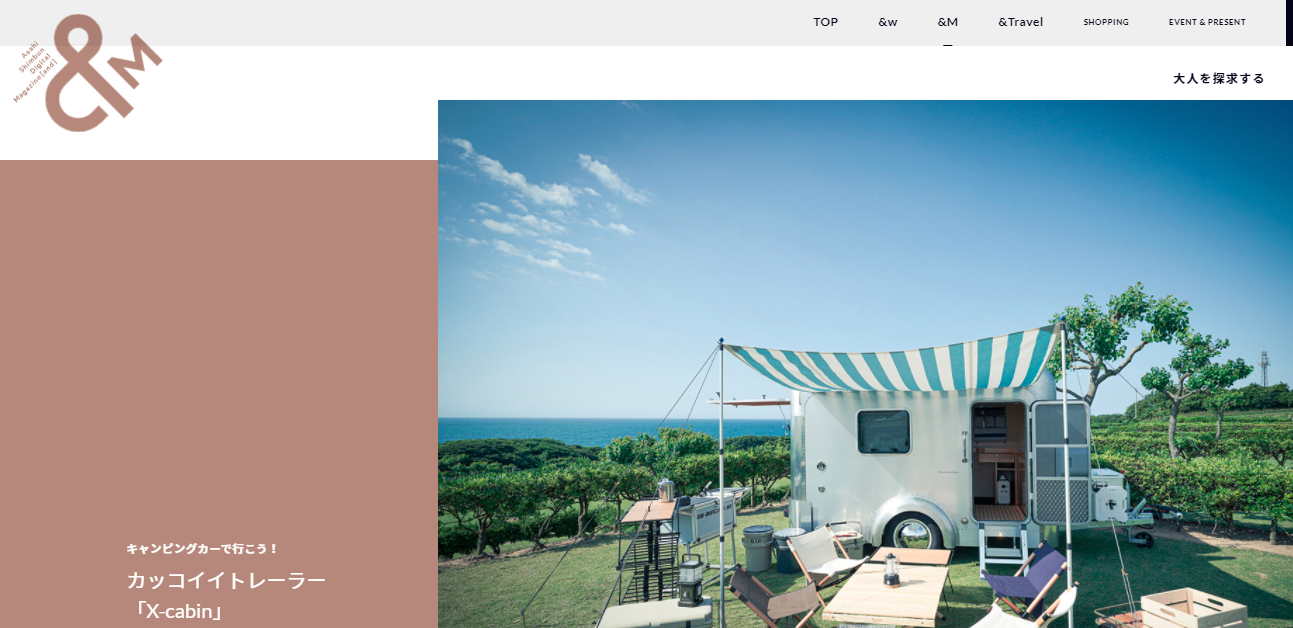 TOP
&w
&M
&Travel
SHOPPING
EVENT & PRESENT
&M
Asahi
Shimbun
Digital
Magazine[and]
大人を探求する
キャンピングカーで行こう！
カッコイイトレーラー
「X-cabin」